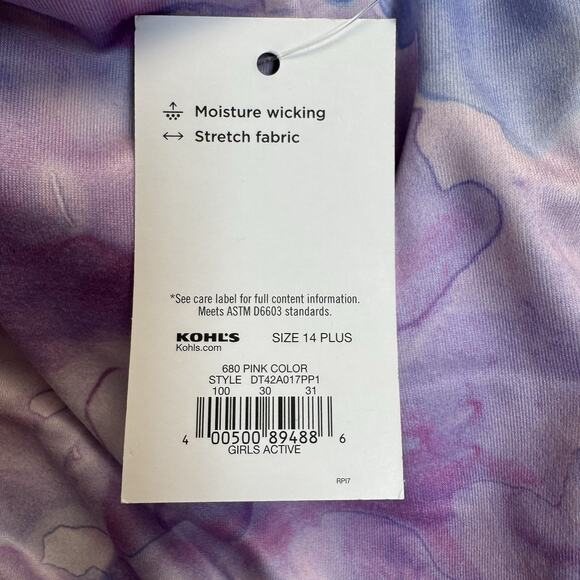 Moisture wicking
Stretch fabric
*See care label for full content information.
Meets ASTM D6603 standards.
KOHL'S SIZE 14 PLUS
Kohls.com
680 PINK COLOR
STYLE DT42A017PP1
100 30 31
4 00500 89488 6
GIRLS ACTIVE
RPI7